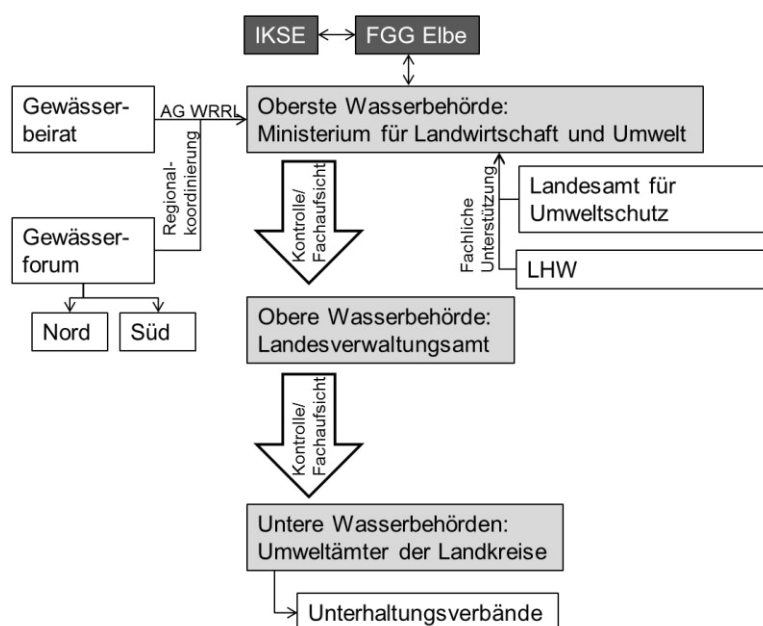 IKSE
FGG Elbe
Gewässer-
beirat
AG WRRL
Oberste Wasserbehörde:
Ministerium für Landwirtschaft und Umwelt
Regional-
koordinierung
Kontrolle/
Fachaufsicht
Fachliche
Unterstützung
Landesamt für
Umweltschutz
Gewässer-
forum
LHW
Nord
Süd
Obere Wasserbehörde:
Landesverwaltungsamt
Kontrolle/
Fachaufsicht
Untere Wasserbehörden:
Umweltämter der Landkreise
Unterhaltungsverbände